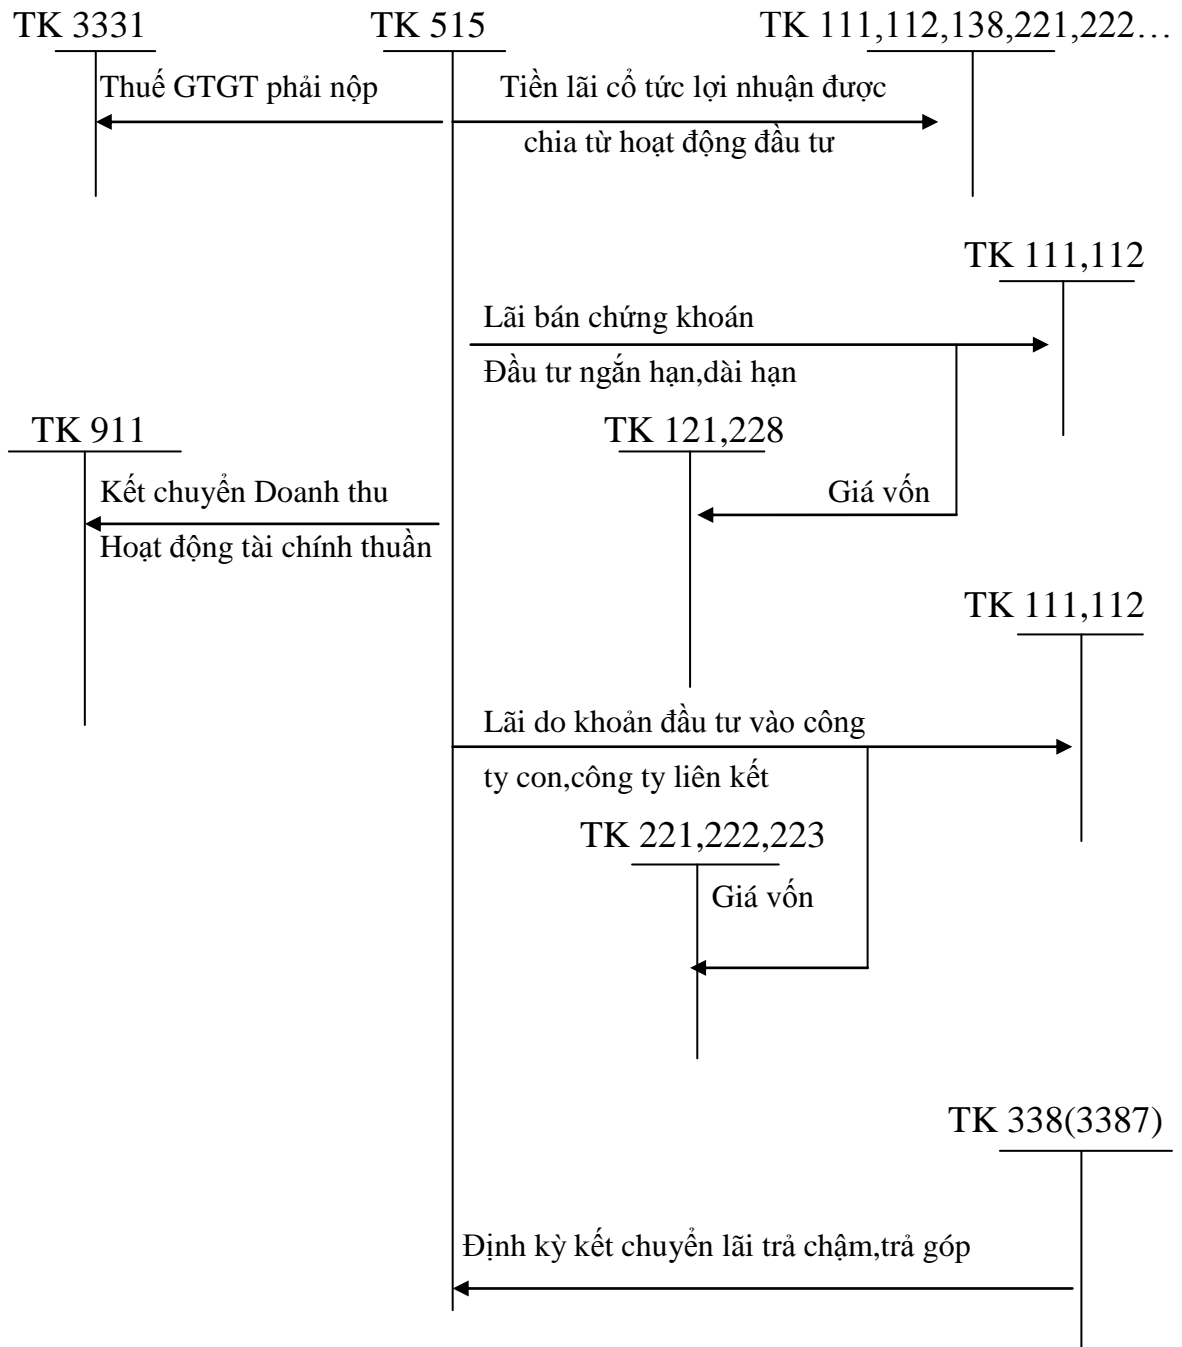 TK 3331
TK 515
TK 111,112,138,221,222…
Thuế GTGT phải nộp
Tiền lãi cổ tức lợi nhuận được
chia từ hoạt động đầu tư
TK 111,112
Lãi bán chứng khoán
Đầu tư ngắn hạn,dài hạn
TK 911
TK 121,228
Kết chuyển Doanh thu
Hoạt động tài chính thuần
Giá vốn
TK 111,112
Lãi do khoản đầu tư vào công
ty con,công ty liên kết
TK 221,222,223
Giá vốn
TK 338(3387)
Định kỳ kết chuyển lãi trả chậm,trả góp